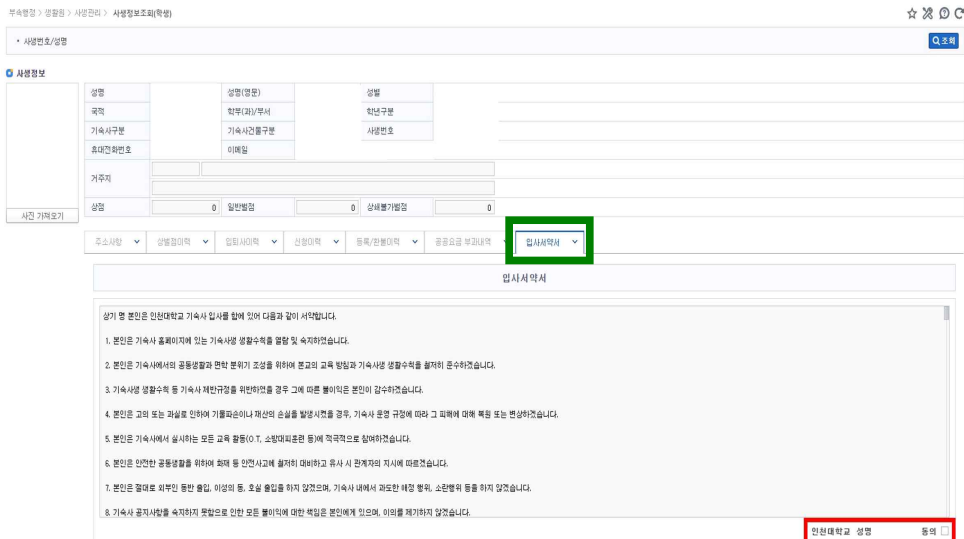 부속행정 > 생활원 > 사생관리 > 사생정보조회(학생)
• 사생번호/성명
조회
사생정보
성명 성명(영문) 성별
국적 학부(과)/부서 학년구분
기숙사구분 기숙사건물구분 사생번호
휴대전화번호 이메일
거주지
사진 가져오기
상점 0 일반벌점 0 상쇄불가벌점 0
주소사항 상벌점이력 입퇴사이력 신청이력 등록/환불이력 공공요금 부과내역 입사서약서
입사서약서
상기 명 본인은 인천대학교 기숙사 입사를 함에 있어 다음과 같이 서약합니다.
1. 본인은 기숙사 홈페이지에 있는 기숙사생 생활수칙을 열람 및 숙지하였습니다.
2. 본인은 기숙사에서의 공동생활과 면학 분위기 조성을 위하여 본교의 교육 방침과 기숙사생 생활수칙을 철저히 준수하겠습니다.
3. 기숙사생 생활수칙 등 기숙사 제반규정을 위반하였을 경우 그에 따른 불이익은 본인이 감수하겠습니다.
4. 본인은 고의 또는 과실로 인하여 기물파손이나 재산의 손실을 발생시켰을 경우, 기숙사 운영 규정에 따라 그 피해에 대해 복원 또는 변상하겠습니다.
5. 본인은 기숙사에서 실시하는 모든 교육 활동(O.T, 소방대피훈련 등)에 적극적으로 참여하겠습니다.
6. 본인은 안전한 공동생활을 위하여 화재 등 안전사고에 철저히 대비하고 유사 시 관계자의 지시에 따르겠습니다.
7. 본인은 절대로 외부인 동반 출입, 이성의 동, 호실 출입을 하지 않겠으며, 기숙사 내에서 과도한 애정 행위, 소란행위 등을 하지 않겠습니다.
8. 기숙사 공지사항을 숙지하지 못함으로 인한 모든 불이익에 대한 책임은 본인에게 있으며, 이의를 제기하지 않겠습니다.
인천대학교 성명 동의